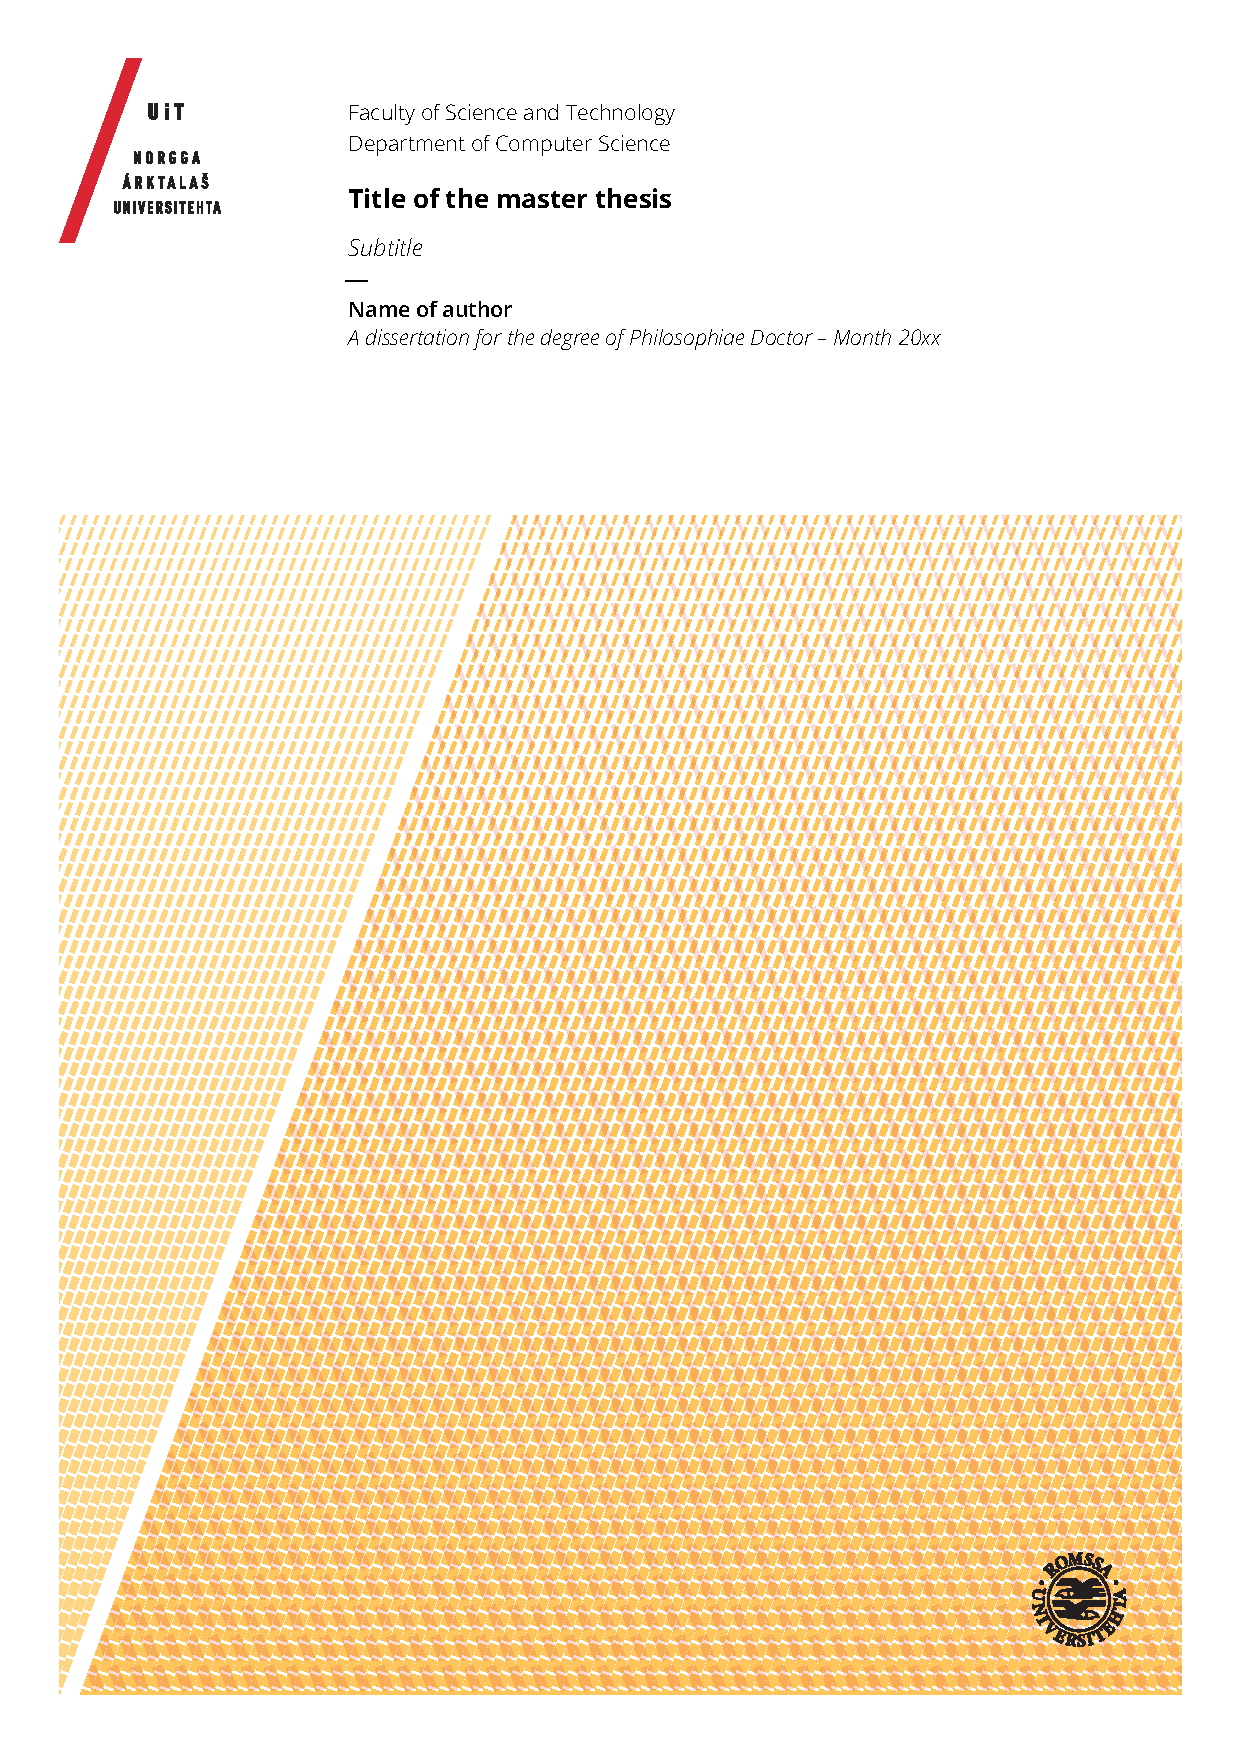 UiT
NORGGA
ÁRKTALAŠ
UNIVERSITEHTA
Faculty of Science and Technology
Department of Computer Science
Title of the master thesis
Subtitle
—
Name of author
A dissertation for the degree of Philosophiae Doctor – Month 20xx
ROMSSA
UNIVERSITEHTA